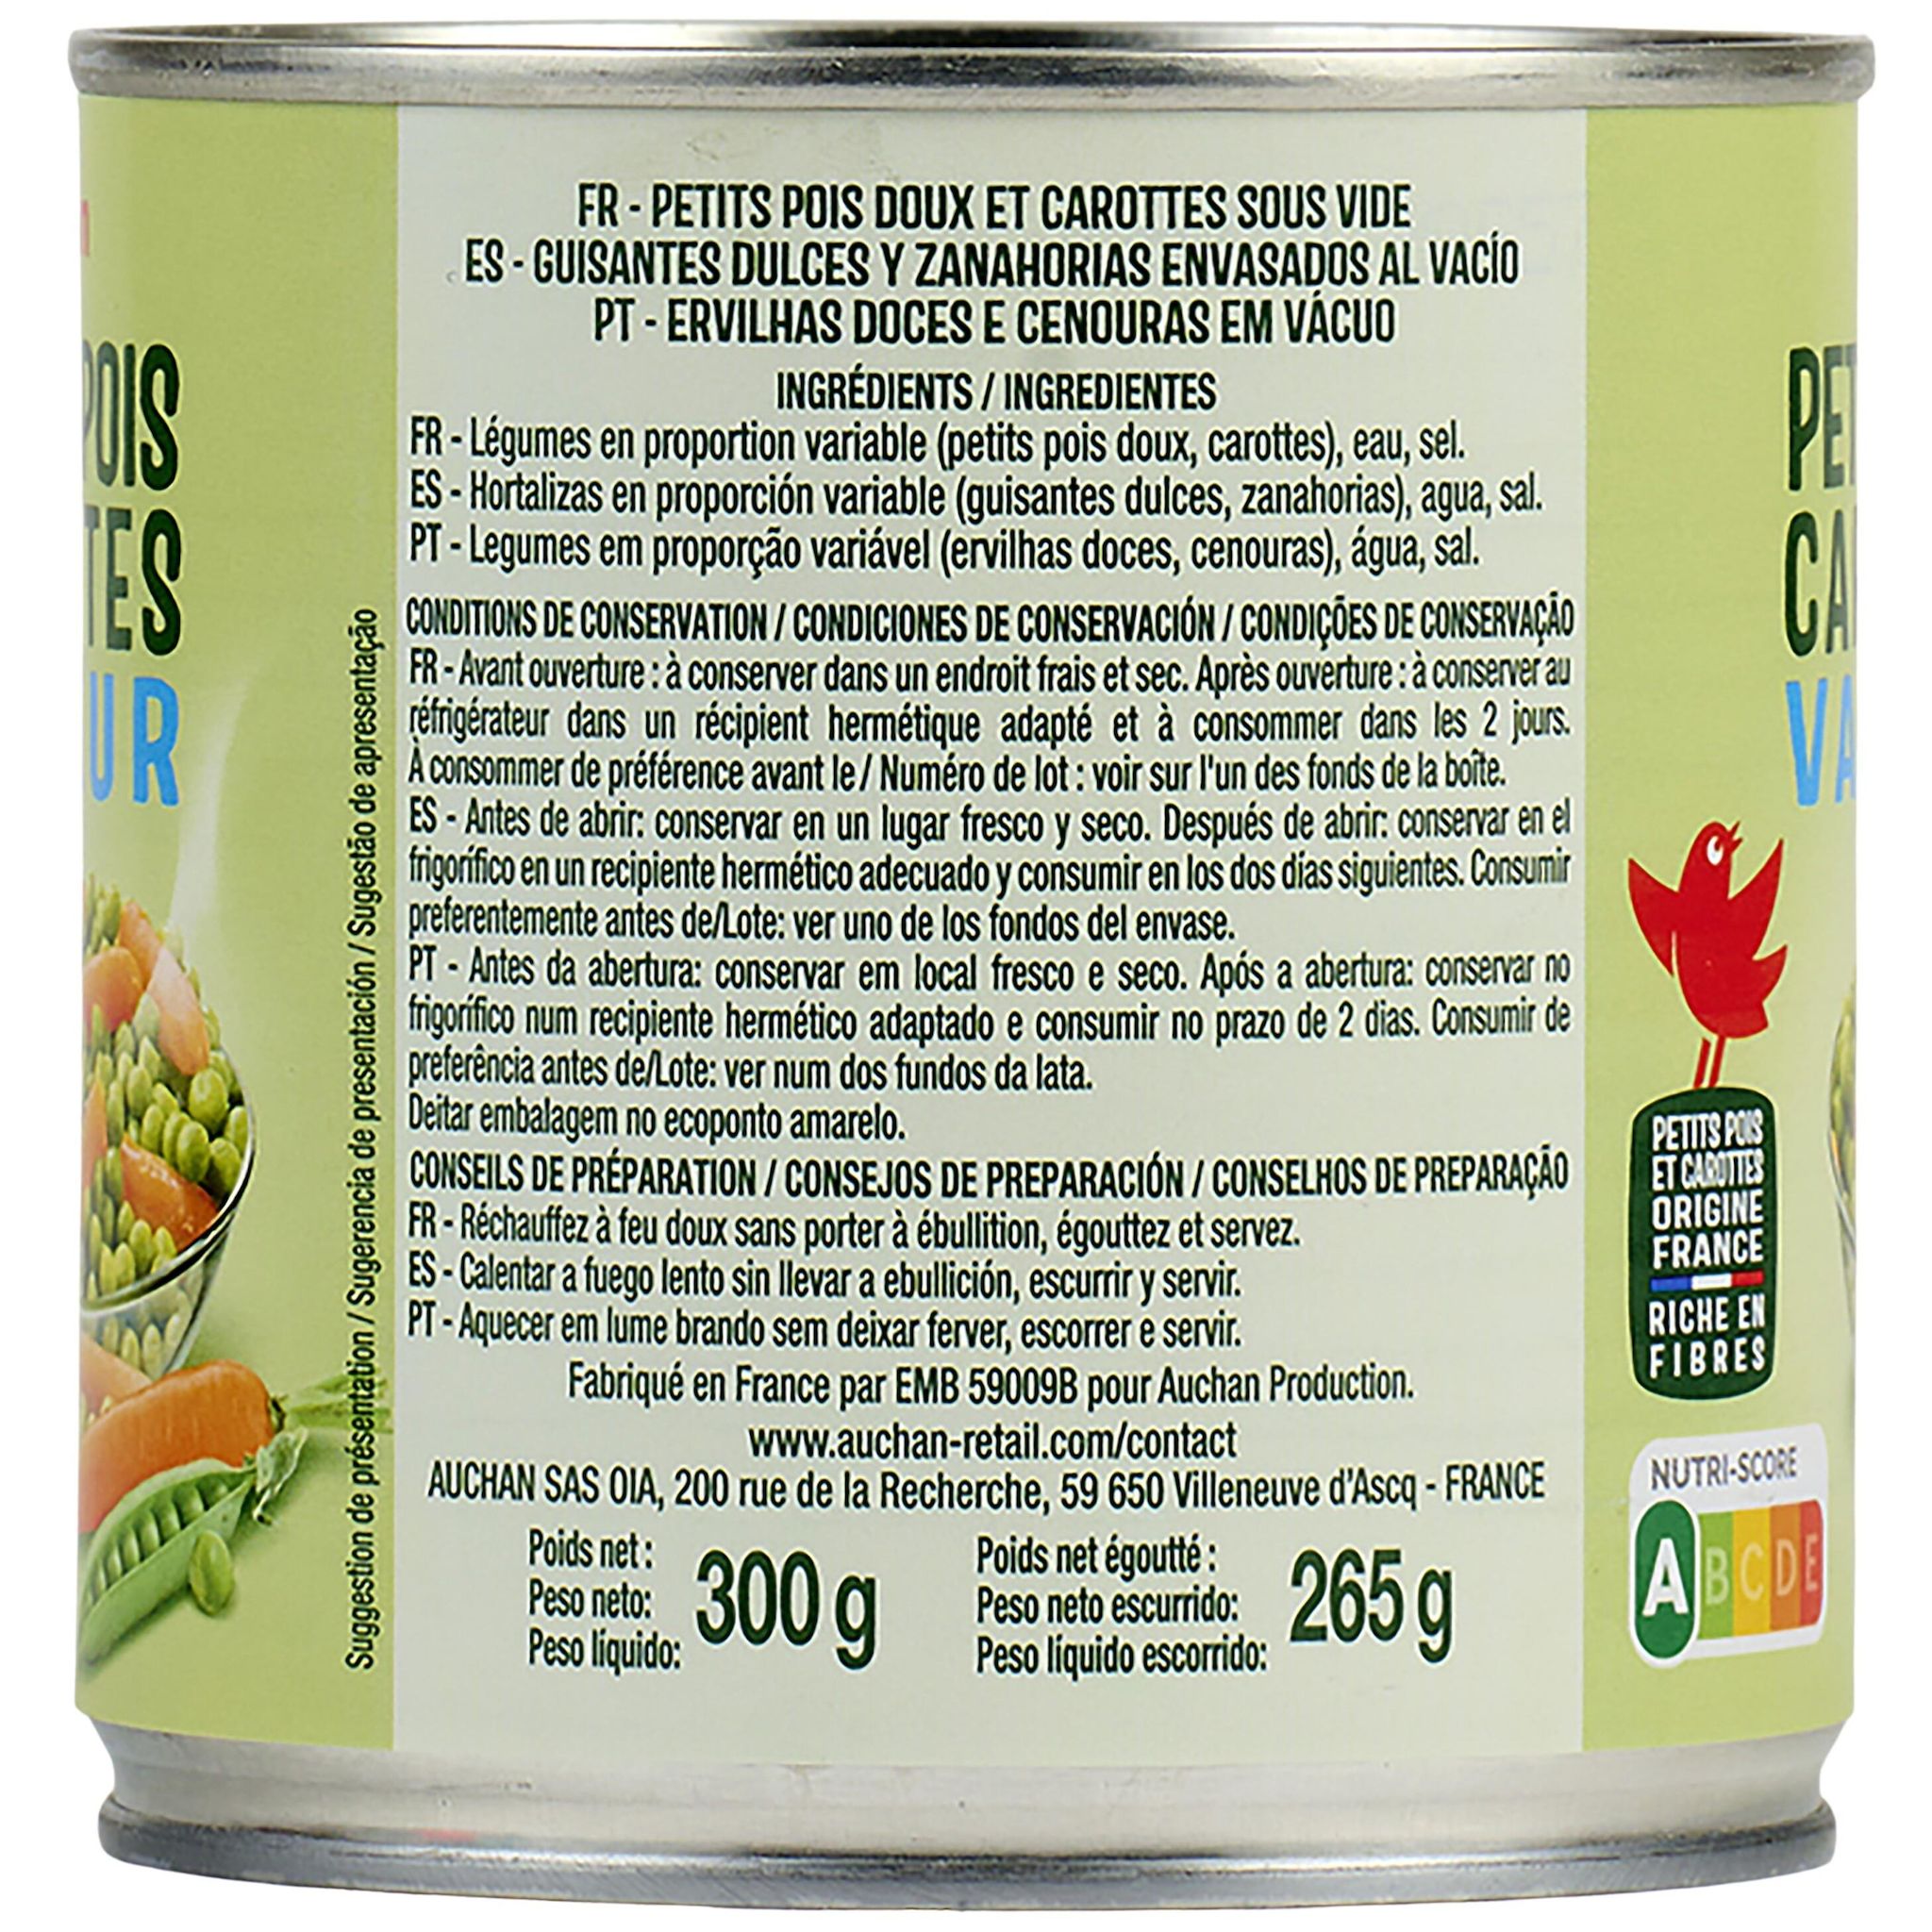 FR - PETITS POIS DOUX ET CAROTTES SOUS VIDE
ES - GUISANTES DULCES Y ZANAHORIAS ENVASADOS AL VACÍO
PT - ERVILHAS DOCES E CENOURAS EM VÁCUO
INGRÉDIENTS / INGREDIENTES
FR - Légumes en proportion variable (petits pois doux, carottes), eau, sel.
ES - Hortalizas en proporción variable (guisantes dulces, zanahorias), agua, sal.
PT - Legumes em proporção variável (ervilhas doces, cenouras), água, sal.
CONDITIONS DE CONSERVATION / CONDICIONES DE CONSERVACIÓN / CONDIÇÕES DE CONSERVAÇÃO
FR - Avant ouverture : à conserver dans un endroit frais et sec. Après ouverture : à conserver au
réfrigérateur dans un récipient hermétique adapté et à consommer dans les 2 jours.
À consommer de préférence avant le / Numéro de lot : voir sur l'un des fonds de la boîte.
ES - Antes de abrir: conservar en un lugar fresco y seco. Después de abrir: conservar en el
frigorífico en un recipiente hermético adecuado y consumir en los dos días siguientes. Consumir
preferentemente antes de/Lote: ver uno de los fondos del envase.
PT - Antes da abertura: conservar em local fresco e seco. Após a abertura: conservar no
frigorífico num recipiente hermético adaptado e consumir no prazo de 2 dias. Consumir de
preferência antes de/Lote: ver num dos fundos da lata.
Deitar embalagem no ecoponto amarelo.
CONSEILS DE PRÉPARATION / CONSEJOS DE PREPARACIÓN / CONSELHOS DE PREPARAÇÃO
FR - Réchauffez à feu doux sans porter à ébullition, égouttez et servez.
ES - Calentar a fuego lento sin llevar a ebullición, escurrir y servir.
PT - Aquecer em lume brando sem deixar ferver, escorrer e servir.
Fabriqué en France par EMB 59009B pour Auchan Production.
www.auchan-retail.com/contact
AUCHAN SAS OIA, 200 rue de la Recherche, 59 650 Villeneuve d'Ascq - FRANCE
Poids net :
Peso neto:
Peso líquido:
300 g
Poids net égoutté :
Peso neto escurrido:
Peso líquido escorrido:
265 g
Suggestion de présentation / Sugerencia de presentación / Sugestão de apresentação
POIS
TES
UR
PET
CA
VA
PETITS POIS
ET CAROTTES
ORIGINE
FRANCE
RICHE EN
FIBRES
NUTRI-SCORE
A B C D E